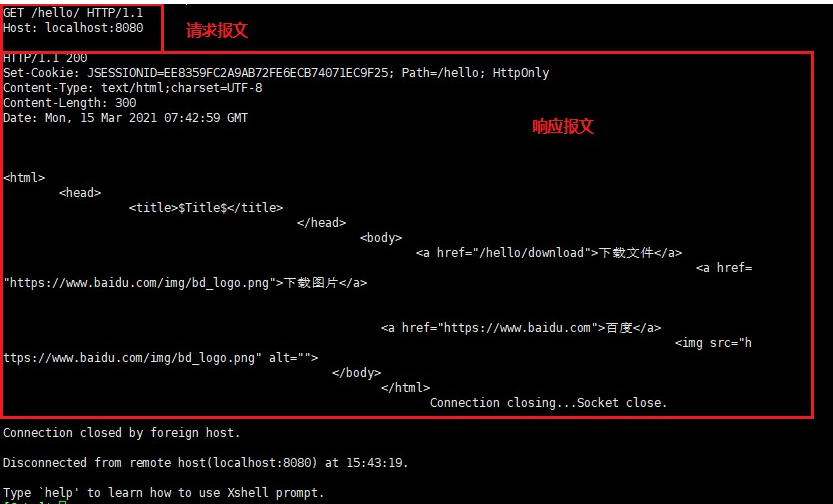 GET /hello/ HTTP/1.1
Host: localhost:8080
请求报文
HTTP/1.1 200
Set-Cookie: JSESSIONID=EE8359FC2A9AB72FE6ECB74071EC9F25; Path=/hello; HttpOnly
Content-Type: text/html;charset=UTF-8
Content-Length: 300
Date: Mon, 15 Mar 2021 07:42:59 GMT
响应报文
<html>
<head>
<title>$Title$</title>
</head>
<body>
<a href="/hello/download">下载文件</a>
<a href=
"https://www.baidu.com/img/bd_logo.png">下载图片</a>
<a href="https://www.baidu.com">百度</a>
<img src="h
ttps://www.baidu.com/img/bd_logo.png" alt="">
</body>
</html>
Connection closing...Socket close.
Connection closed by foreign host.
Disconnected from remote host(localhost:8080) at 15:43:19.
Type `help' to learn how to use Xshell prompt.